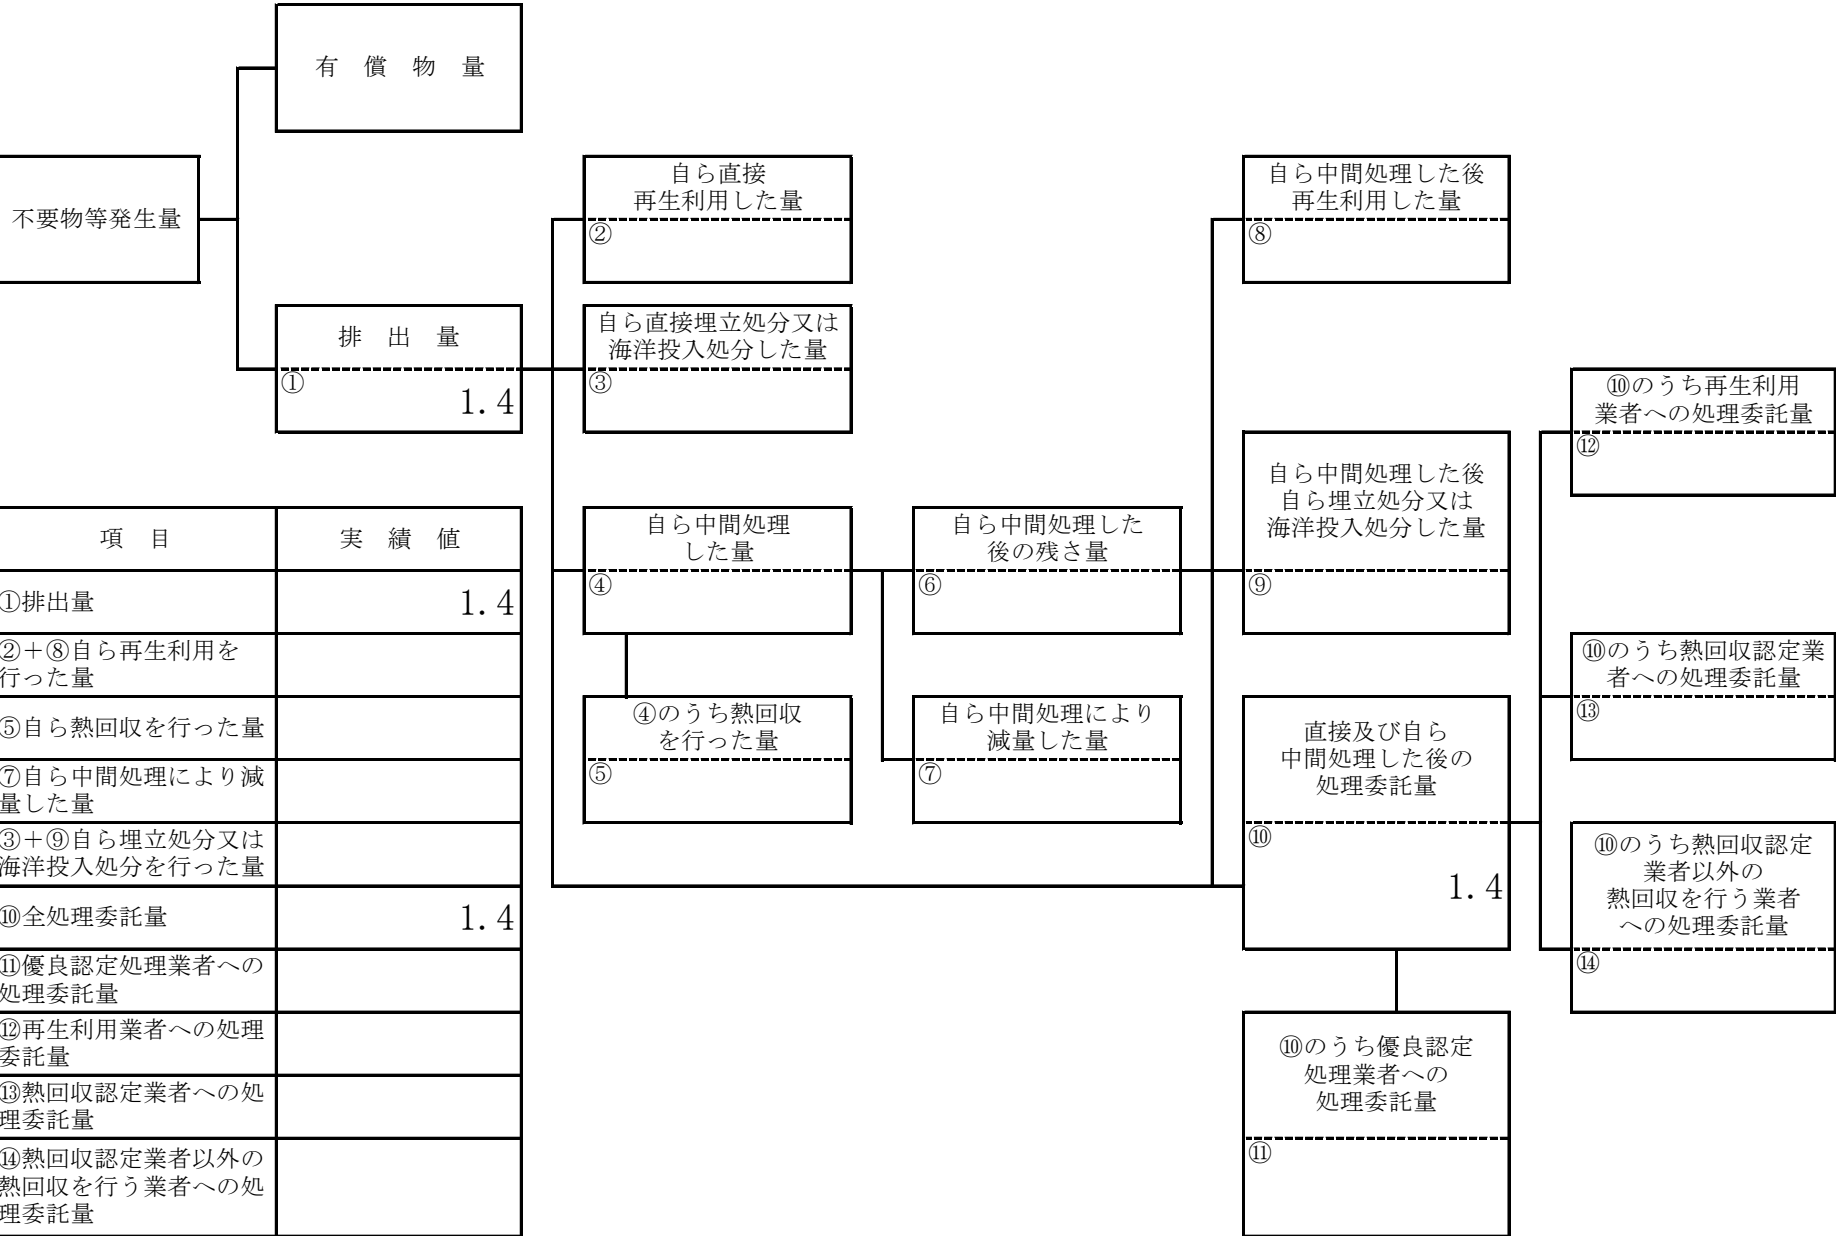 有 償 物 量
不要物等発生量
排 出 量
①
1.4
自ら直接
再生利用した量
②
自ら直接埋立処分又は
海洋投入処分した量
③
自ら中間処理
した量
④
④のうち熱回収
を行った量
⑤
自ら中間処理した
後の残さ量
⑥
自ら中間処理により
減量した量
⑦
自ら中間処理した後
再生利用した量
⑧
自ら中間処理した後
自ら埋立処分又は
海洋投入処分した量
⑨
直接及び自ら
中間処理した後の
処理委託量
⑩
1.4
⑩のうち優良認定
処理業者への
処理委託量
⑪
⑩のうち再生利用
業者への処理委託量
⑫
⑩のうち熱回収認定業
者への処理委託量
⑬
⑩のうち熱回収認定
業者以外の
熱回収を行う業者
への処理委託量
⑭
項 目 実 績 値
①排出量 1.4
②＋⑧自ら再生利用を
行った量
⑤自ら熱回収を行った量
⑦自ら中間処理により減
量した量
③＋⑨自ら埋立処分又は
海洋投入処分を行った量
⑩全処理委託量 1.4
⑪優良認定処理業者への
処理委託量
⑫再生利用業者への処理
委託量
⑬熱回収認定業者への処
理委託量
⑭熱回収認定業者以外の
熱回収を行う業者への処
理委託量